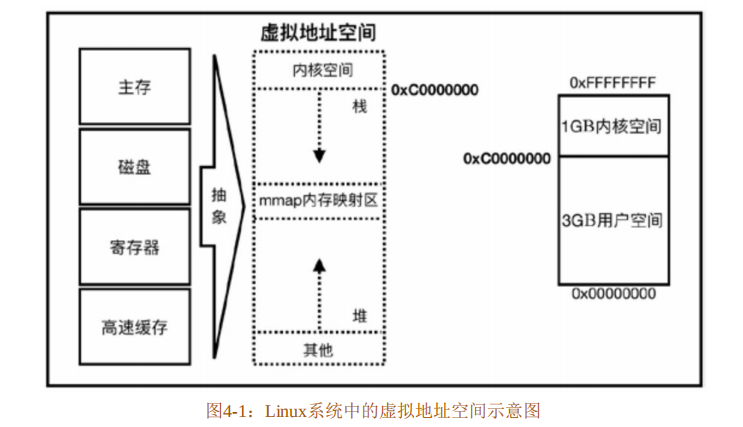 虚拟地址空间
主存
磁盘
寄存器
高速缓存
抽
象
内核空间
0xC0000000
栈
mmap内存映射区
堆
其他
0xFFFFFFFF
1GB内核空间
0xC0000000
3GB用户空间
0x00000000
图4-1：Linux系统中的虚拟地址空间示意图